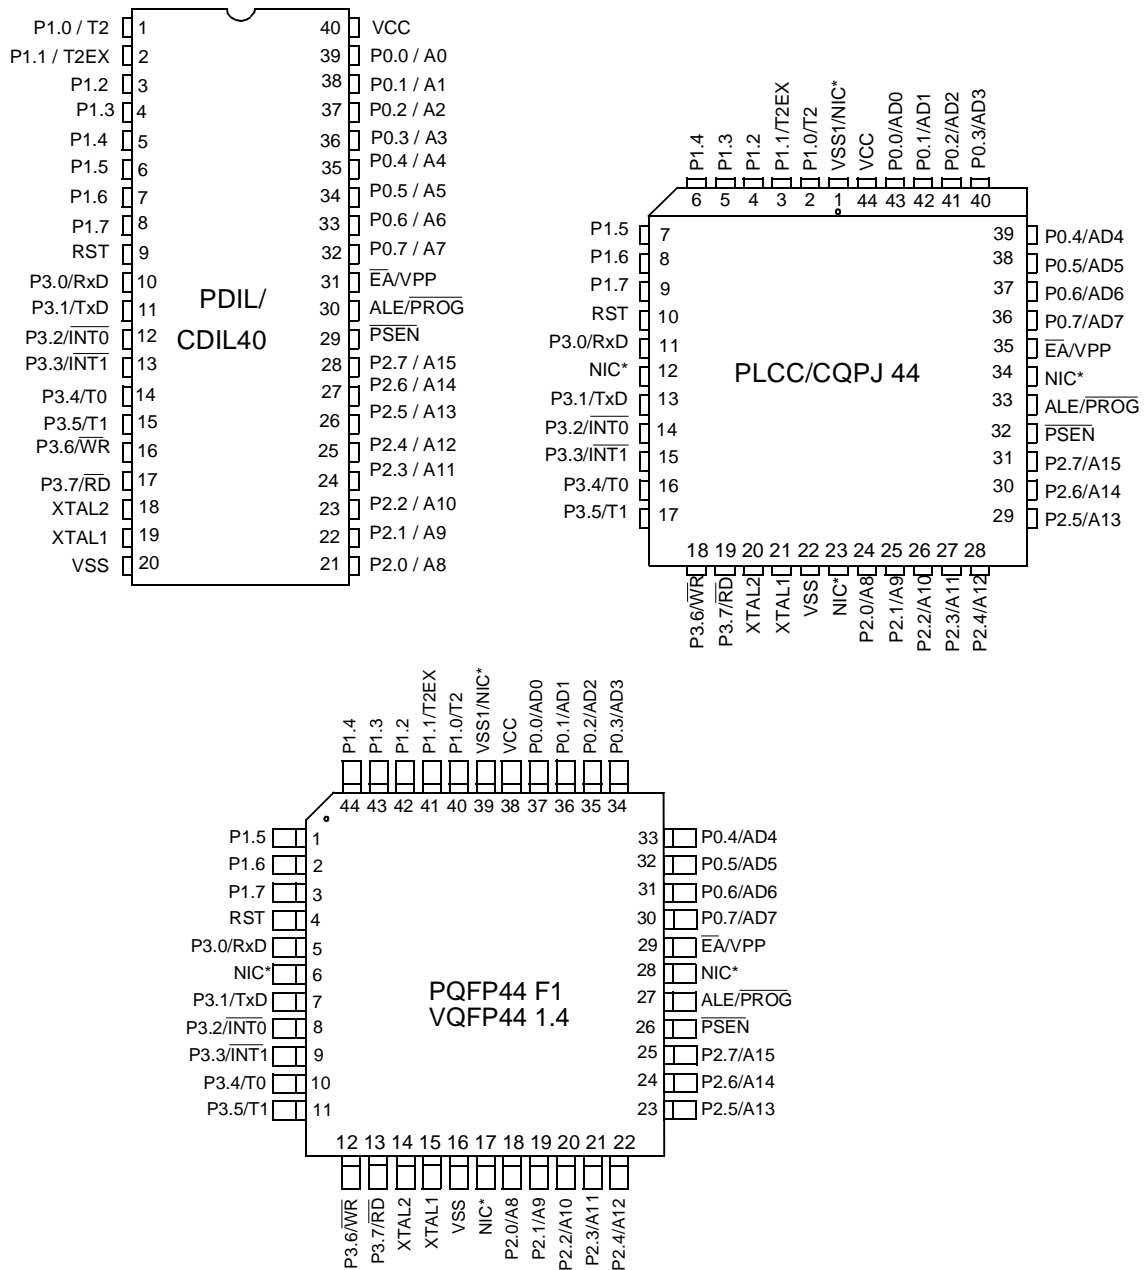 P1.0 / T2 1 40 VCC
P1.1 / T2EX 2 39 P0.0 / A0
P1.2 3 38 P0.1 / A1
P1.3 4 37 P0.2 / A2
P1.4 5 36 P0.3 / A3
P1.5 6 35 P0.4 / A4
P1.6 7 34 P0.5 / A5
P1.7 8 33 P0.6 / A6
RST 9 32 P0.7 / A7
P3.0/RxD 10 31 EA/VPP
P3.1/TxD 11 30 ALE/PROG
P3.2/INT0 12 29 PSEN
P3.3/INT1 13 28 P2.7 / A15
P3.4/T0 14 27 P2.6 / A14
P3.5/T1 15 26 P2.5 / A13
P3.6/WR 16 25 P2.4 / A12
P3.7/RD 17 24 P2.3 / A11
XTAL2 18 23 P2.2 / A10
XTAL1 19 22 P2.1 / A9
VSS 20 21 P2.0 / A8
PDIL/
CDIL40
P1.4 P1.3 P1.2 P1.1/T2EX P1.0/T2 VSS1/NIC* VCC P0.0/AD0 P0.1/AD1 P0.2/AD2 P0.3/AD3
6 5 4 3 2 1 44 43 42 41 40
P1.5 7 39 P0.4/AD4
P1.6 8 38 P0.5/AD5
P1.7 9 37 P0.6/AD6
RST 10 36 P0.7/AD7
P3.0/RxD 11 35 EA/VPP
NIC* 12 34 NIC*
P3.1/TxD 13 33 ALE/PROG
P3.2/INT0 14 32 PSEN
P3.3/INT1 15 31 P2.7/A15
P3.4/T0 16 30 P2.6/A14
P3.5/T1 17 29 P2.5/A13
PLCC/CQPJ 44
18 19 20 21 22 23 24 25 26 27 28
P3.6/WR P3.7/RD XTAL2 XTAL1 VSS NIC* P2.0/A8 P2.1/A9 P2.2/A10 P2.3/A11 P2.4/A12
P1.4 P1.3 P1.2 P1.1/T2EX P1.0/T2 VSS1/NIC* VCC P0.0/AD0 P0.1/AD1 P0.2/AD2 P0.3/AD3
44 43 42 41 40 39 38 37 36 35 34
P1.5 1 33 P0.4/AD4
P1.6 2 32 P0.5/AD5
P1.7 3 31 P0.6/AD6
RST 4 30 P0.7/AD7
P3.0/RxD 5 29 EA/VPP
NIC* 6 28 NIC*
P3.1/TxD 7 27 ALE/PROG
P3.2/INT0 8 26 PSEN
P3.3/INT1 9 25 P2.7/A15
P3.4/T0 10 24 P2.6/A14
P3.5/T1 11 23 P2.5/A13
PQFP44 F1
VQFP44 1.4
12 13 14 15 16 17 18 19 20 21 22
P3.6/WR P3.7/RD XTAL2 XTAL1 VSS NIC* P2.0/A8 P2.1/A9 P2.2/A10 P2.3/A11 P2.4/A12